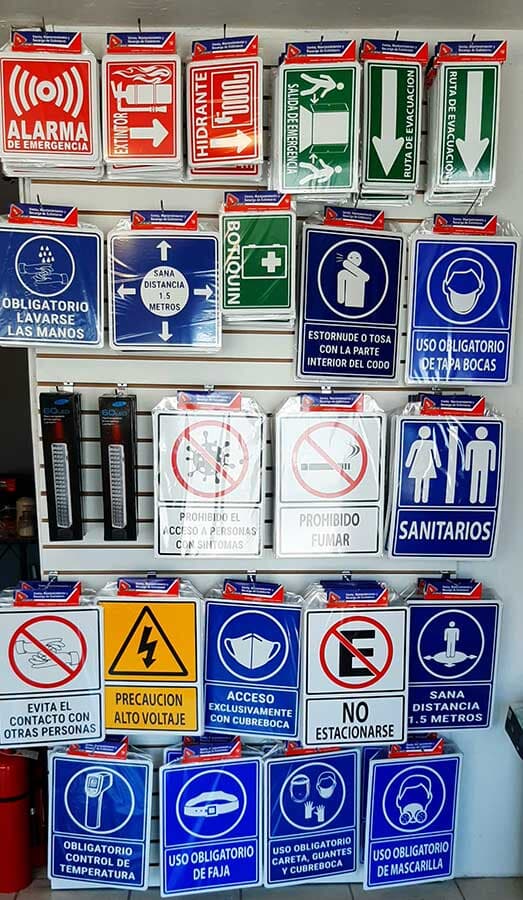 ALARMA
DE EMERGENCIA
EXTINTOR
HIDRANTE
SALIDA DE EMERGENCIA
RUTA DE EVACUACION
RUTA DE EVACUACION
OBLIGATORIO
LAVARSE
LAS MANOS
SANA
DISTANCIA
1.5
METROS
BOTIQUIN
ESTORNUDE O TOSA
CON LA PARTE
INTERIOR DEL CODO
USO OBLIGATORIO
DE TAPA BOCAS
60LED
60LED
PROHIBIDO EL
ACCESO A PERSONAS
CON SINTOMAS
PROHIBIDO
FUMAR
SANITARIOS
EVITA EL
CONTACTO CON
OTRAS PERSONAS
PRECAUCION
ALTO VOLTAJE
ACCESO
EXCLUSIVAMENTE
CON CUBREBOCA
E
NO
ESTACIONARSE
SANA
DISTANCIA
1.5 METROS
OBLIGATORIO
CONTROL DE
TEMPERATURA
USO OBLIGATORIO
DE FAJA
USO OBLIGATORIO
CARETA, GUANTES
Y CUBREBOCA
USO OBLIGATORIO
DE MASCARILLA